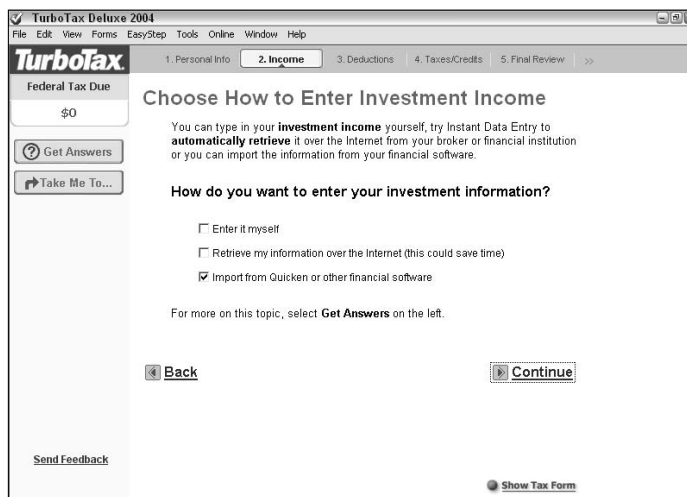 TurboTax Deluxe 2004
File Edit View Forms EasyStep Tools Online Window Help
TurboTax.
1. Personal Info 2. Income 3. Deductions 4. Taxes/Credits 5. Final Review >>
Federal Tax Due
$0
Get Answers
Take Me To...
Choose How to Enter Investment Income
You can type in your investment income yourself, try Instant Data Entry to
automatically retrieve it over the Internet from your broker or financial institution
or you can import the information from your financial software.
How do you want to enter your investment information?
Enter it myself
Retrieve my information over the Internet (this could save time)
Import from Quicken or other financial software
For more on this topic, select Get Answers on the left.
Back
Continue
Send Feedback
Show Tax Form